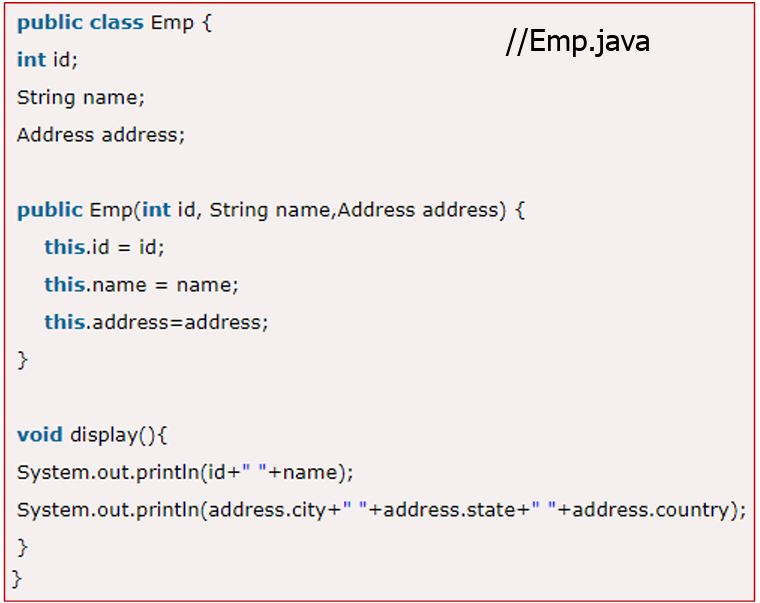 public class Emp {
//Emp.java
int id;
String name;
Address address;
public Emp(int id, String name,Address address) {
this.id = id;
this.name = name;
this.address=address;
}
void display(){
System.out.println(id+" "+name);
System.out.println(address.city+" "+address.state+" "+address.country);
}
}